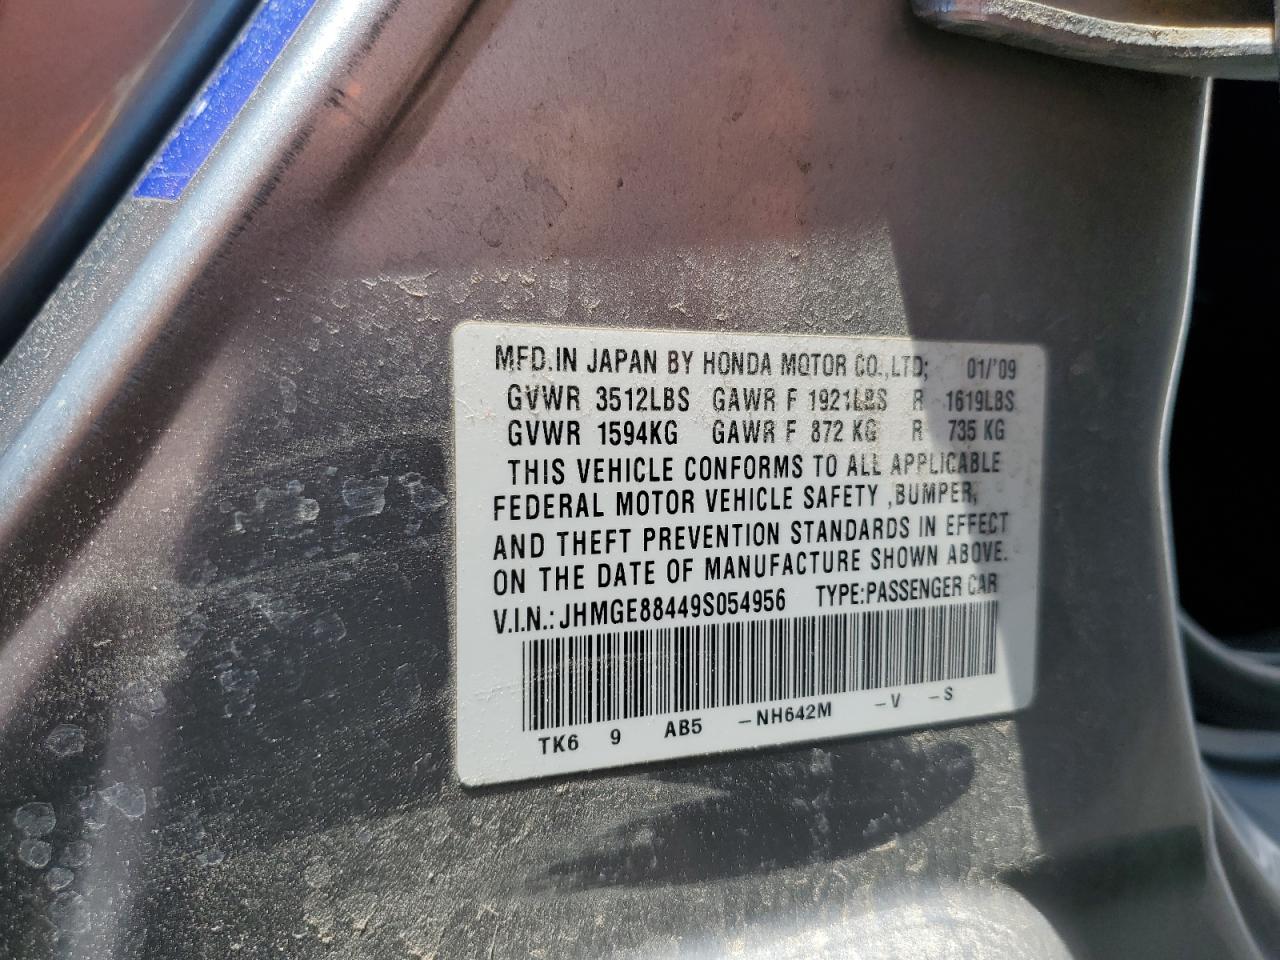 MFD.IN JAPAN BY HONDA MOTOR CO.,LTD; 01/'09
GVWR 3512LBS GAWR F 1921LBS R 1619LBS
GVWR 1594KG GAWR F 872 KG R 735 KG
THIS VEHICLE CONFORMS TO ALL APPLICABLE
FEDERAL MOTOR VEHICLE SAFETY ,BUMPER,
AND THEFT PREVENTION STANDARDS IN EFFECT
ON THE DATE OF MANUFACTURE SHOWN ABOVE.
V.I.N.: JHMGE88449S054956 TYPE:PASSENGER CAR
TK6 9 AB5 -NH642M -V -S